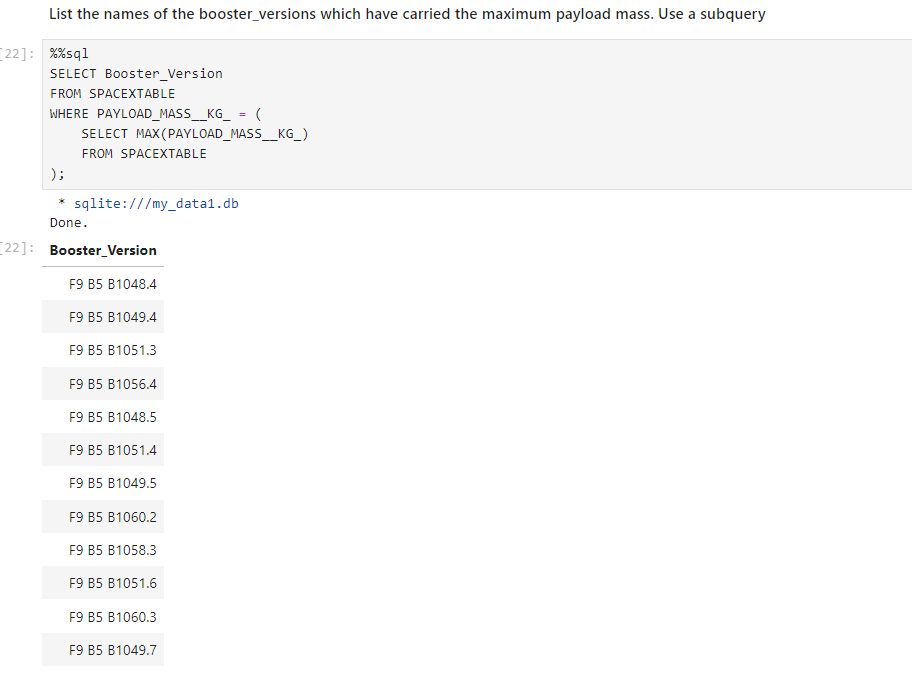 List the names of the booster_versions which have carried the maximum payload mass. Use a subquery
[22]:
%%sql
SELECT Booster_Version
FROM SPACEXTABLE
WHERE PAYLOAD_MASS__KG_ = (
    SELECT MAX(PAYLOAD_MASS__KG_)
    FROM SPACEXTABLE
);
* sqlite:///my_data1.db
Done.
[22]:
Booster_Version
F9 B5 B1048.4
F9 B5 B1049.4
F9 B5 B1051.3
F9 B5 B1056.4
F9 B5 B1048.5
F9 B5 B1051.4
F9 B5 B1049.5
F9 B5 B1060.2
F9 B5 B1058.3
F9 B5 B1051.6
F9 B5 B1060.3
F9 B5 B1049.7